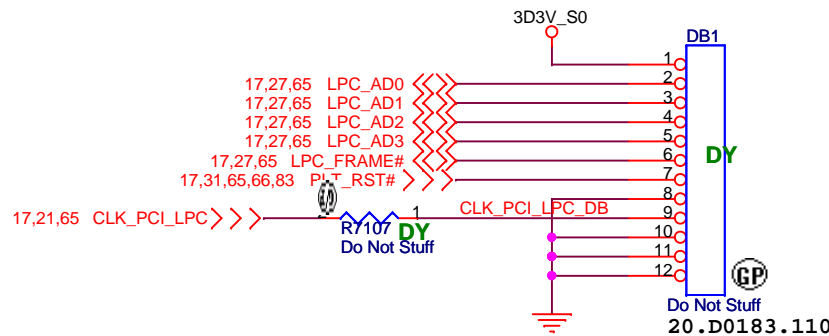 3D3V_S0
DB1
1
17,27,65 LPC_AD0 2
17,27,65 LPC_AD1 3
17,27,65 LPC_AD2 4
17,27,65 LPC_AD3 5
17,27,65 LPC_FRAME# 6
DY
17,31,65,66,83 PLT_RST# 7
8
17,21,65 CLK_PCI_LPC 1 CLK_PCI_LPC_DB 9
R7107 DY
10
Do Not Stuff
11
12
GP
Do Not Stuff
20.D0183.110